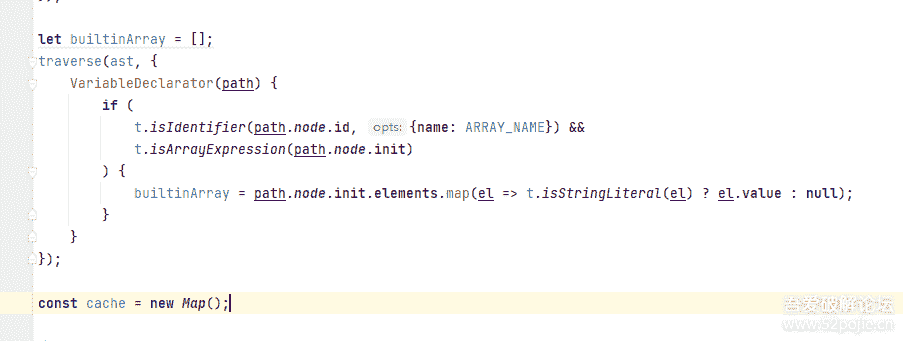 });
let builtinArray = [];
traverse(ast, {
VariableDeclarator(path) {
if (
t.isIdentifier(path.node.id, opts: {name: ARRAY_NAME}) &&
t.isArrayExpression(path.node.init)
) {
builtinArray = path.node.init.elements.map(el => t.isStringLiteral(el) ? el.value : null);
}
}
});
const cache = new Map();
吾爱破解论坛
www.52pojie.cn